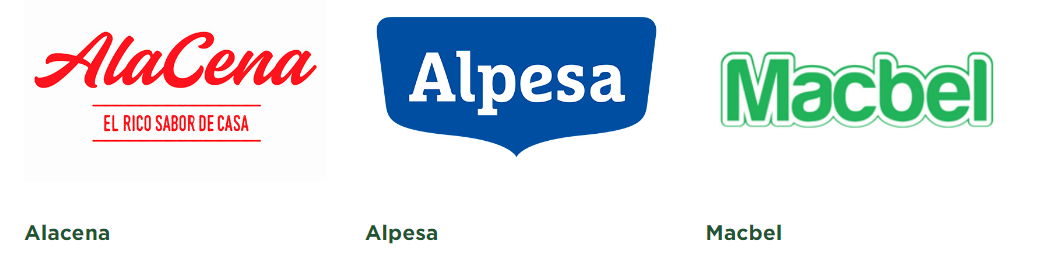 AlaCena
EL RICO SABOR DE CASA
Alpesa
Macbel
Alacena
Alpesa
Macbel